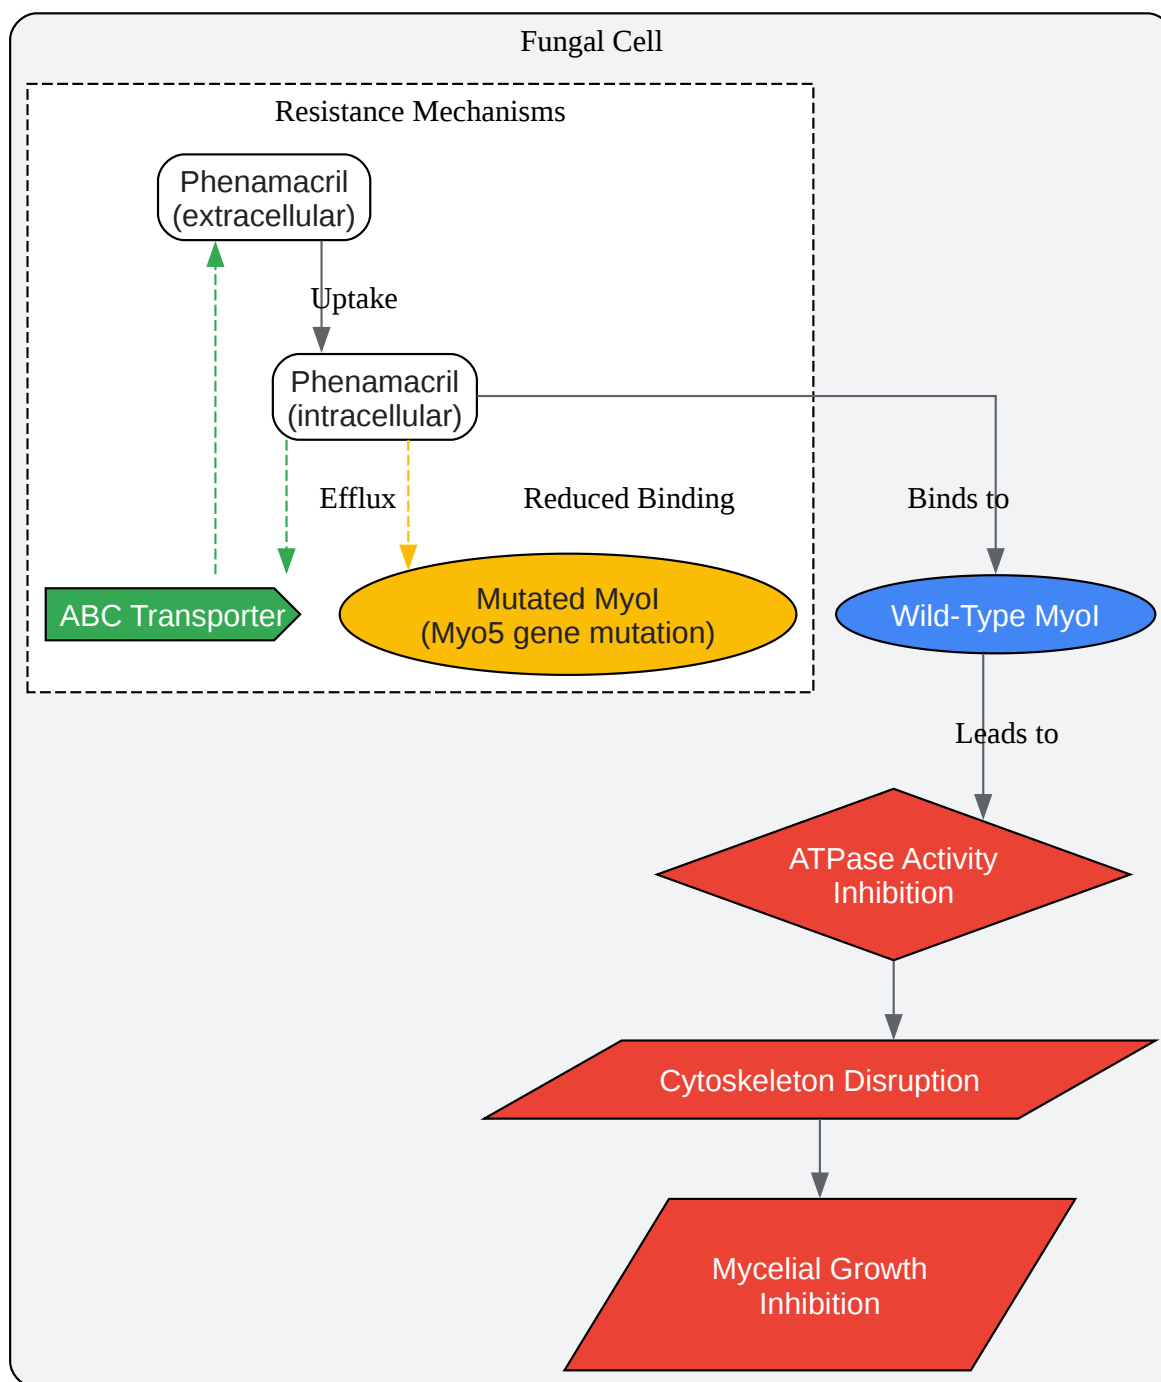 Fungal Cell
Resistance Mechanisms
Phenamacril
(extracellular)
Uptake
Phenamacril
(intracellular)
Efflux
Reduced Binding
Binds to
ABC Transporter
Mutated MyoI
(Myo5 gene mutation)
Wild-Type MyoI
Leads to
ATPase Activity
Inhibition
Cytoskeleton Disruption
Mycelial Growth
Inhibition